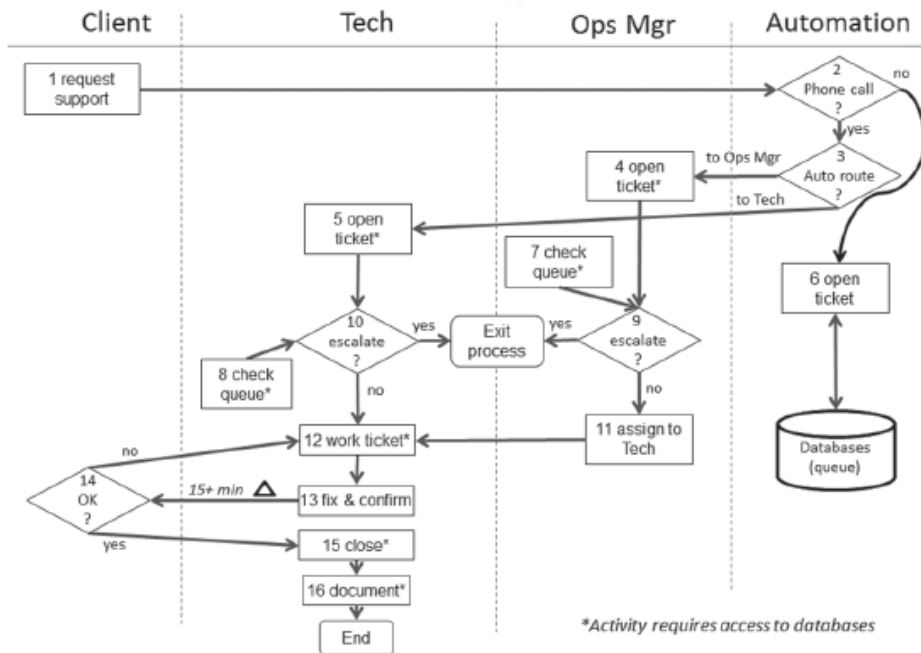 Client
Tech
Ops Mgr
Automation
1 request
support
2
Phone call
?
no
yes
3
Auto route
?
to Ops Mgr
to Tech
4 open
ticket*
5 open
ticket*
7 check
queue*
6 open
ticket
10
escalate
?
yes
Exit
process
yes
9
escalate
?
8 check
queue*
no
no
12 work ticket*
11 assign to
Tech
Databases
(queue)
no
14
OK
?
15+ min
13 fix & confirm
yes
15 close*
16 document*
End
*Activity requires access to databases